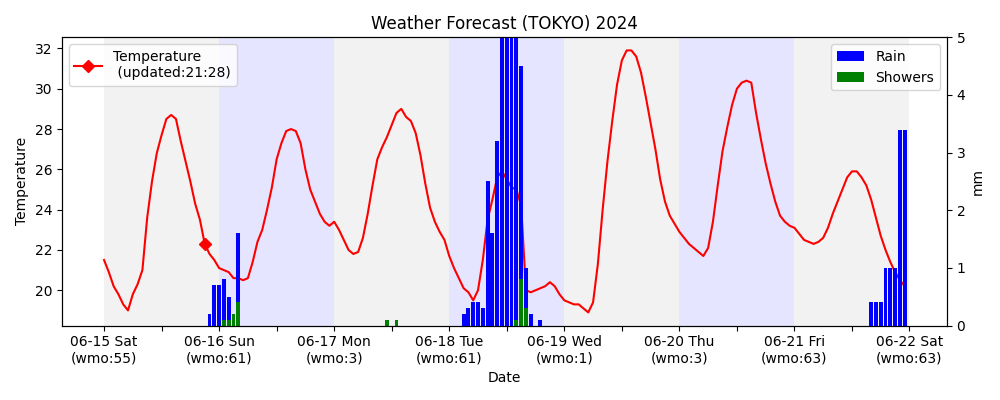 Weather Forecast (TOKYO) 2024
Temperature
(updated:21:28)
Rain
Showers
32
30
28
26
24
22
20
Temperature
5
4
3
2
1
0
mm
06-15 Sat
(wmo:55)
06-16 Sun
(wmo:61)
06-17 Mon
(wmo:3)
06-18 Tue
(wmo:61)
06-19 Wed
(wmo:1)
06-20 Thu
(wmo:3)
06-21 Fri
(wmo:63)
06-22 Sat
(wmo:63)
Date